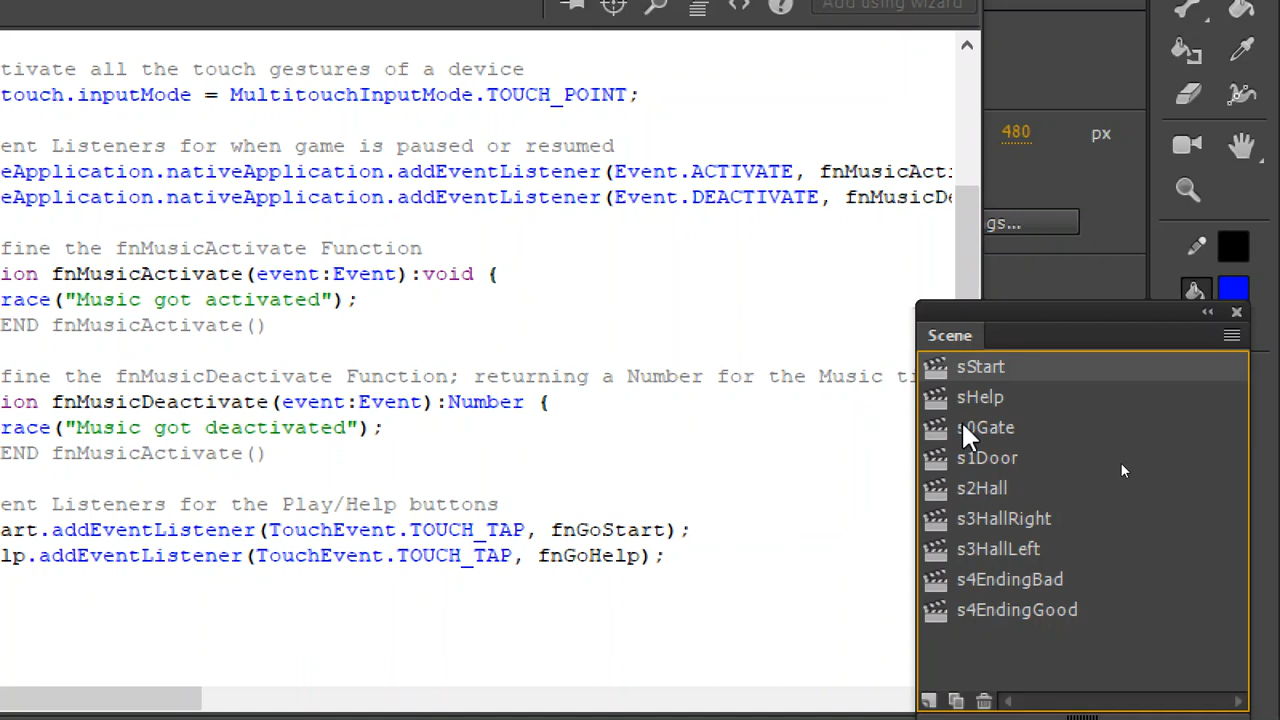 Add using wizard
tivate all the touch gestures of a device
touch.inputMode = MultitouchInputMode.TOUCH_POINT;
ent Listeners for when game is paused or resumed
eApplication.nativeApplication.addEventListener(Event.ACTIVATE, fnMusicActi
eApplication.nativeApplication.addEventListener(Event.DEACTIVATE, fnMusicDe
fine the fnMusicActivate Function
ion fnMusicActivate(event:Event):void {
race("Music got activated");
END fnMusicActivate()
fine the fnMusicDeactivate Function; returning a Number for the Music ti
ion fnMusicDeactivate(event:Event):Number {
race("Music got deactivated");
END fnMusicActivate()
ent Listeners for the Play/Help buttons
art.addEventListener(TouchEvent.TOUCH_TAP, fnGoStart);
lp.addEventListener(TouchEvent.TOUCH_TAP, fnGoHelp);
480 px
gs...
Scene
sStart
sHelp
s0Gate
s1Door
s2Hall
s3HallRight
s3HallLeft
s4EndingBad
s4EndingGood